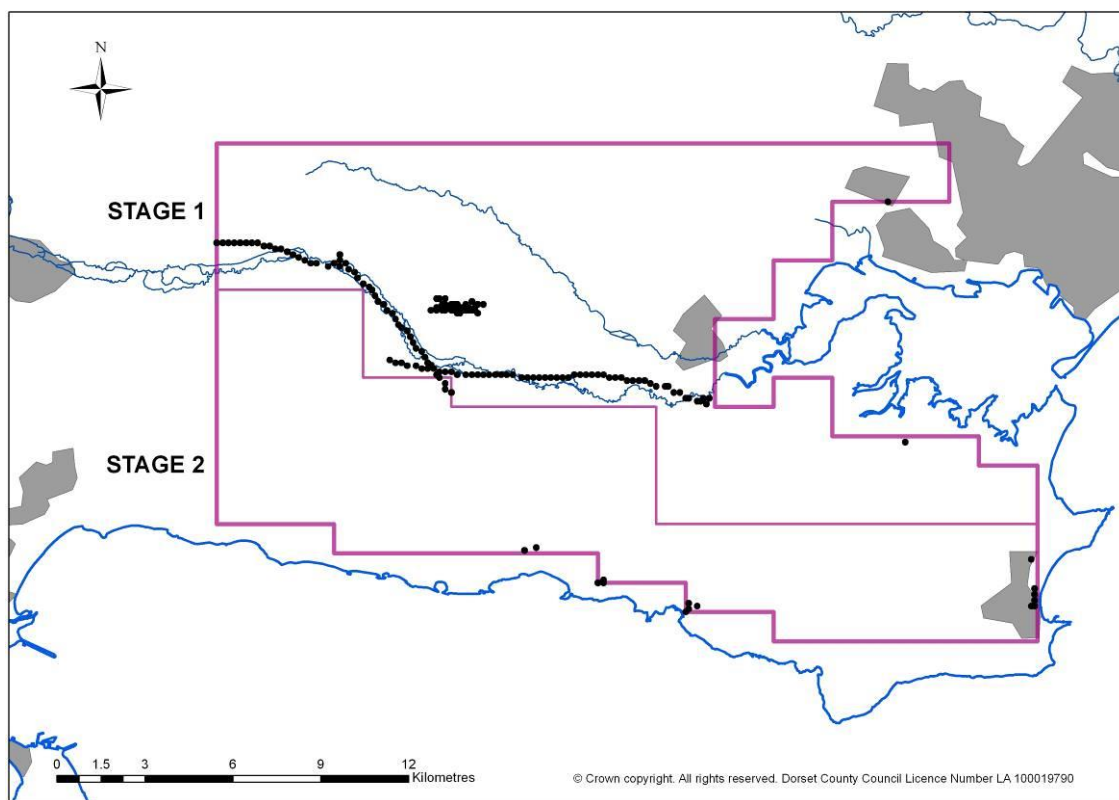 N
STAGE 1
STAGE 2
0 1.5 3 6 9 12
Kilometres
© Crown copyright. All rights reserved. Dorset County Council Licence Number LA 100019790